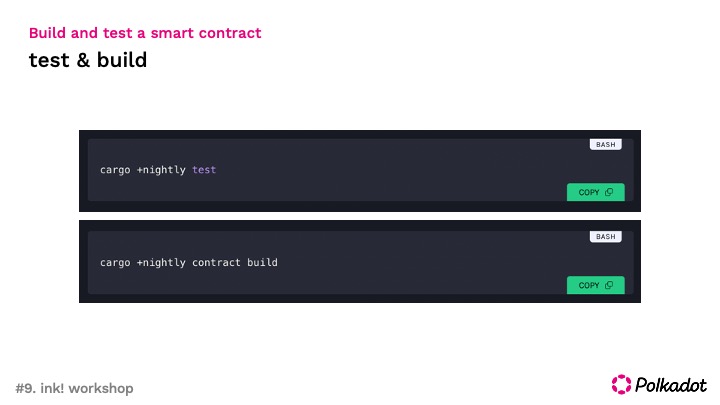 Build and test a smart contract
test & build
BASH
cargo +nightly test
COPY
BASH
cargo +nightly contract build
COPY
#9. ink! workshop
Polkadot